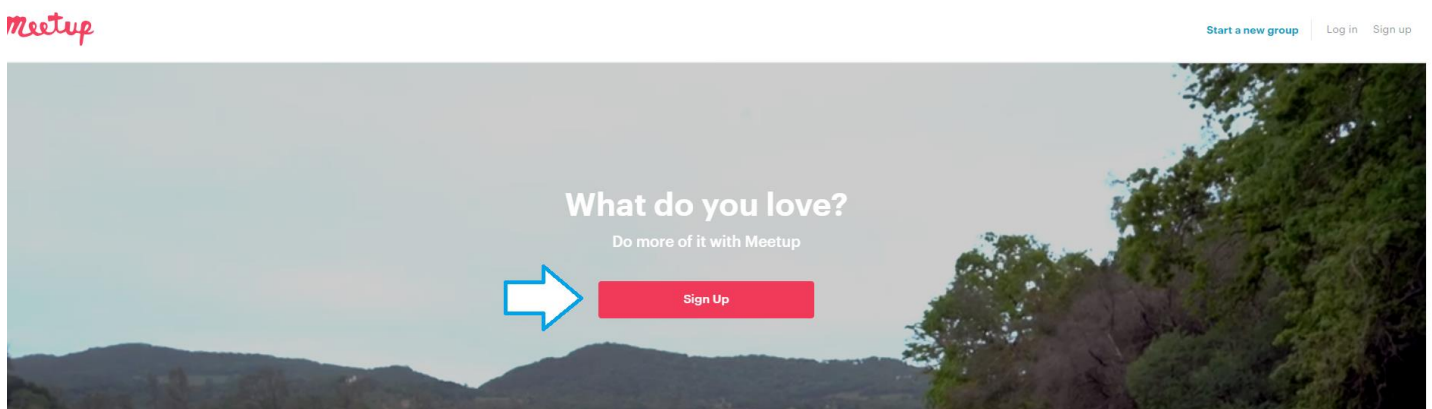 Meetup
Start a new group Log in Sign up
What do you love?
Do more of it with Meetup
Sign Up